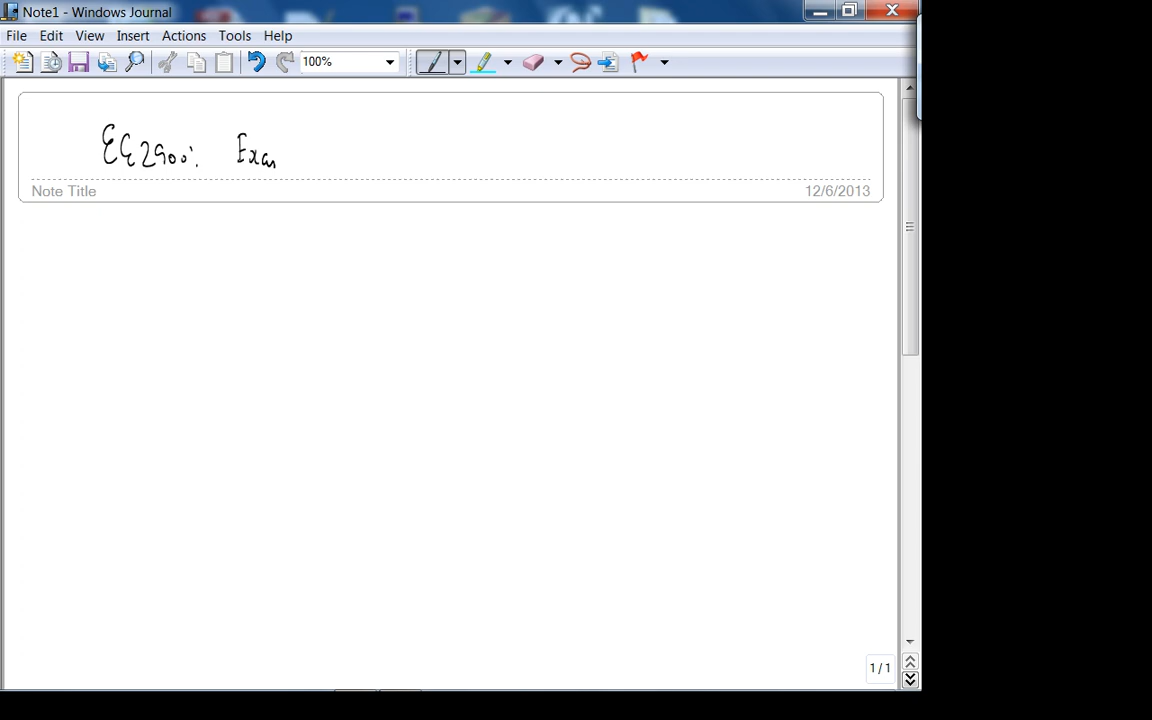 Note1 - Windows Journal
File Edit View Insert Actions Tools Help
100%
EE2900: Exam
Note Title
12/6/2013
1 / 1